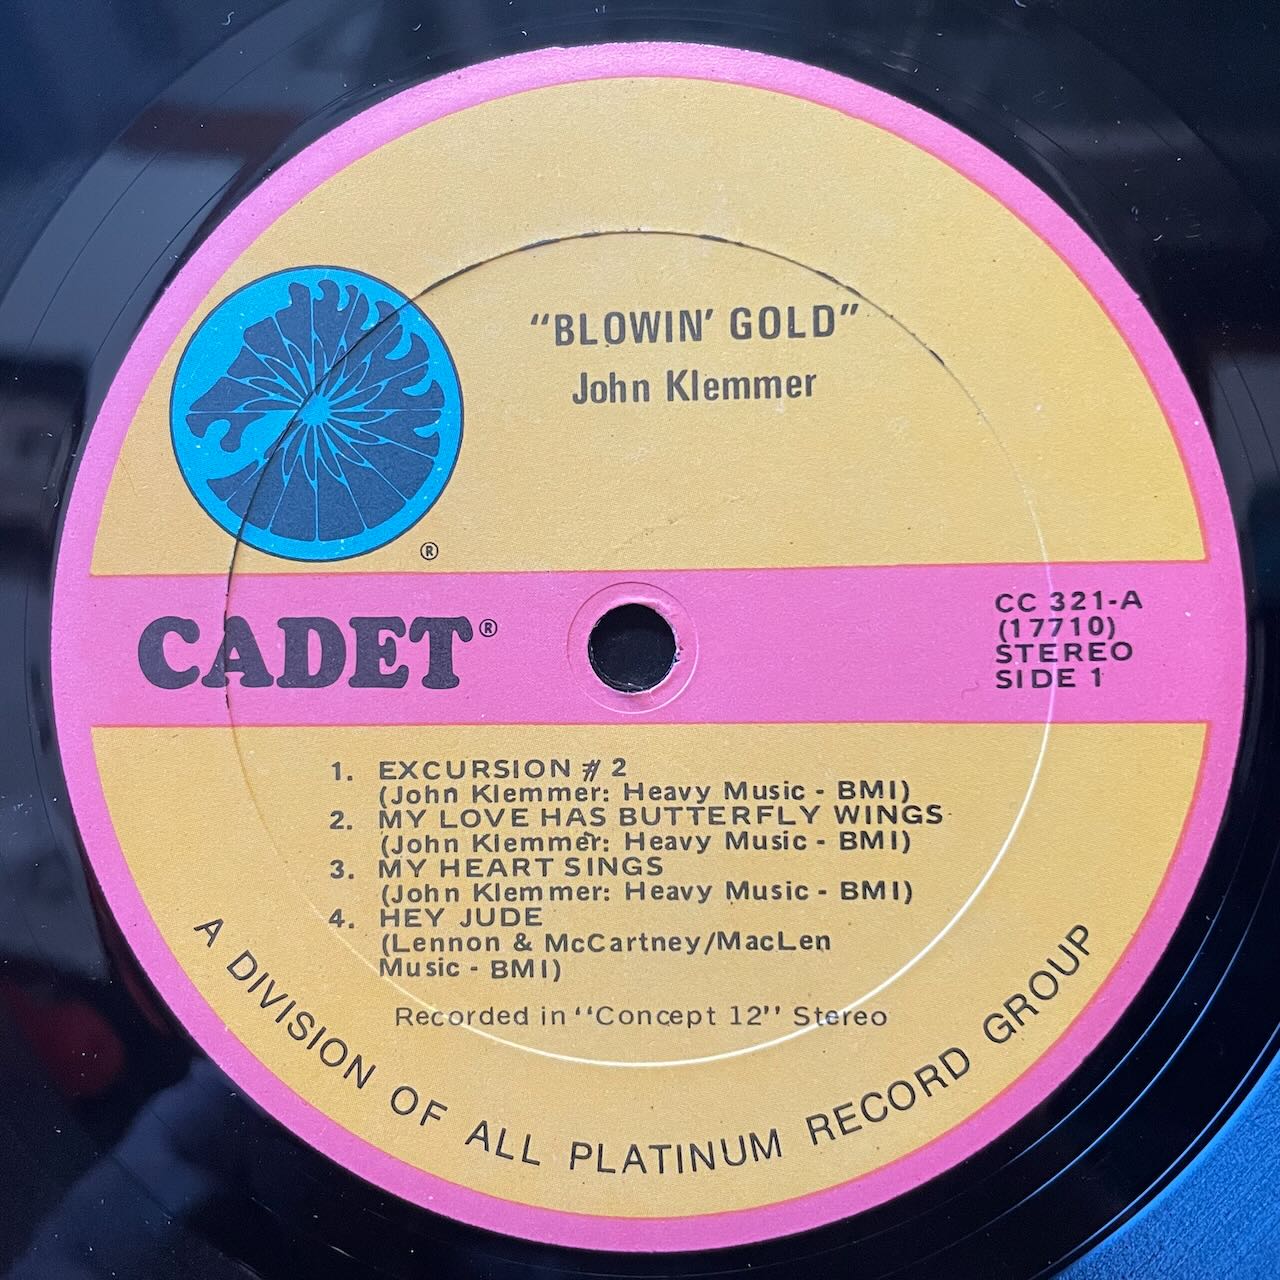 "BLOWIN' GOLD"
John Klemmer
®
CADET®
CC 321-A
(17710)
STEREO
SIDE 1
1. EXCURSION # 2
(John Klemmer: Heavy Music - BMI)
2. MY LOVE HAS BUTTERFLY WINGS
(John Klemmer: Heavy Music - BMI)
3. MY HEART SINGS
(John Klemmer: Heavy Music - BMI)
4. HEY JUDE
(Lennon & McCartney/MacLen
Music - BMI)
Recorded in "Concept 12" Stereo
A DIVISION OF ALL PLATINUM RECORD GROUP